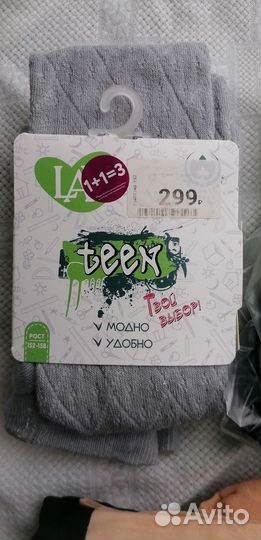 LA
1+1=3
299₽
teen
Твой
выбор!
МОДНО
УДОБНО
РОСТ
152-158
Avito